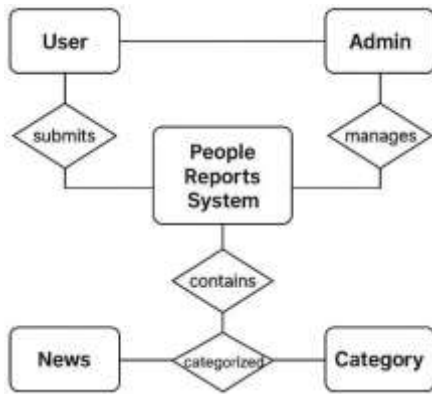 User
Admin
submits
manages
People
Reports
System
contains
News
categorized
Category